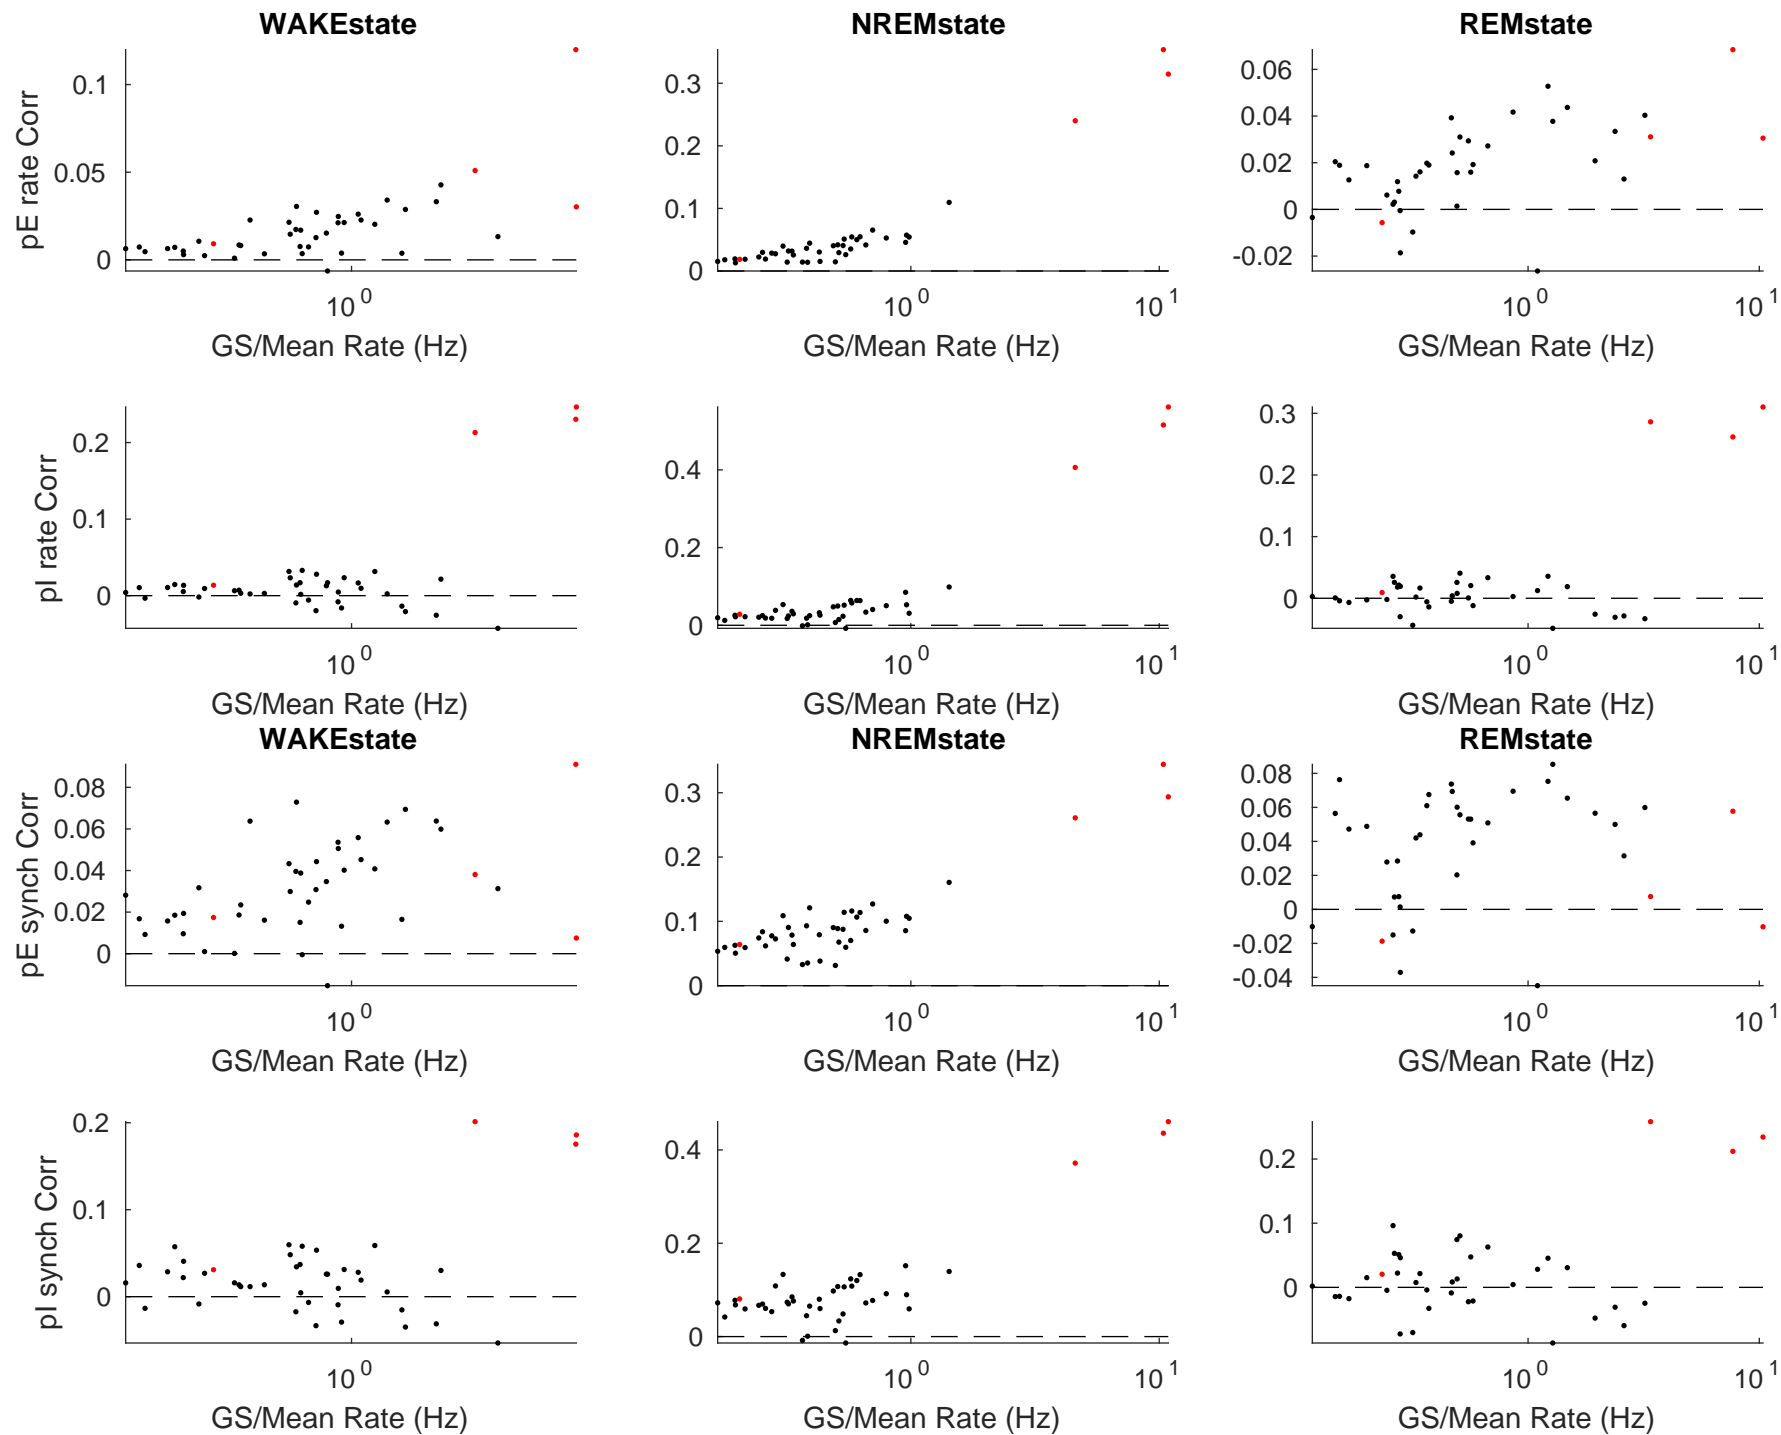 WAKEstate NREMstate REMstate
pE rate Corr
0.1 0.05 0
0.3 0.2 0.1 0
0.06 0.04 0.02 0 -0.02
10^0 10^0 10^1 10^0 10^1
GS/Mean Rate (Hz) GS/Mean Rate (Hz) GS/Mean Rate (Hz)
pI rate Corr
0.2 0.1 0
0.4 0.2 0
0.3 0.2 0.1 0
10^0 10^0 10^1 10^0 10^1
GS/Mean Rate (Hz) GS/Mean Rate (Hz) GS/Mean Rate (Hz)
WAKEstate NREMstate REMstate
pE synch Corr
0.08 0.06 0.04 0.02 0
0.3 0.2 0.1 0
0.08 0.06 0.04 0.02 0 -0.02 -0.04
10^0 10^0 10^1 10^0 10^1
GS/Mean Rate (Hz) GS/Mean Rate (Hz) GS/Mean Rate (Hz)
pI synch Corr
0.2 0.1 0
0.4 0.2 0
0.2 0.1 0
10^0 10^0 10^1 10^0 10^1
GS/Mean Rate (Hz) GS/Mean Rate (Hz) GS/Mean Rate (Hz)